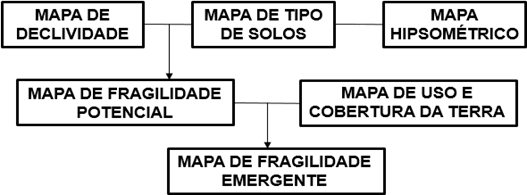 MAPA DE
DECLIVIDADE
MAPA DE TIPO
DE SOLOS
MAPA
HIPSOMÉTRICO
MAPA DE FRAGILIDADE
POTENCIAL
MAPA DE USO E
COBERTURA DA TERRA
MAPA DE FRAGILIDADE
EMERGENTE